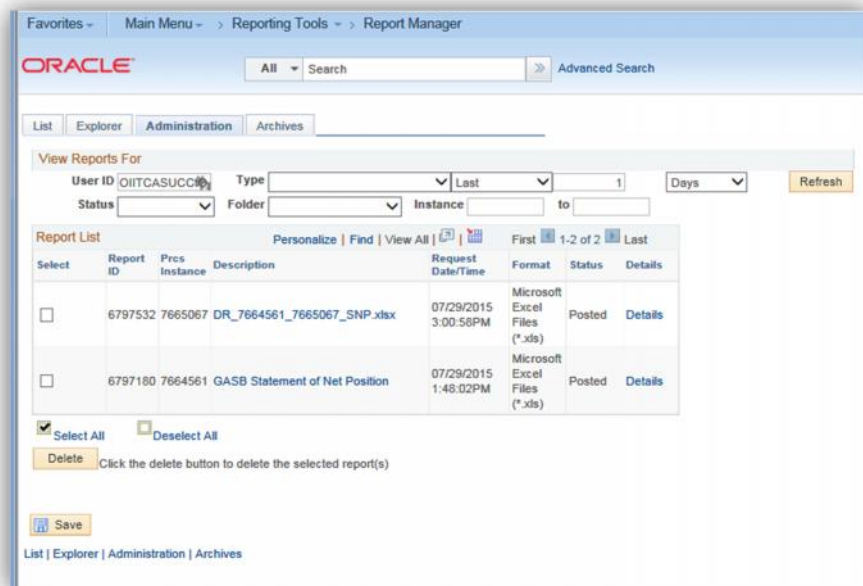 Favorites Main Menu > Reporting Tools > Report Manager
ORACLE All Search Advanced Search
List Explorer Administration Archives
View Reports For
User ID Type Last 1 Days Refresh
Status Folder Instance to
Report List Personalize | Find | View All | | First 1-2 of 2 Last
Select Report ID Prcs Instance Description Request Date/Time Format Status Details
6797532 7665067 DR_7664561_7665067_SNP.xlsx 07/29/2015 3:00:58PM Microsoft Excel Files (*.xls) Posted Details
6797180 7664561 GASB Statement of Net Position 07/29/2015 1:48:02PM Microsoft Excel Files (*.xls) Posted Details
Select All Deselect All
Delete Click the delete button to delete the selected report(s)
Save
List | Explorer | Administration | Archives